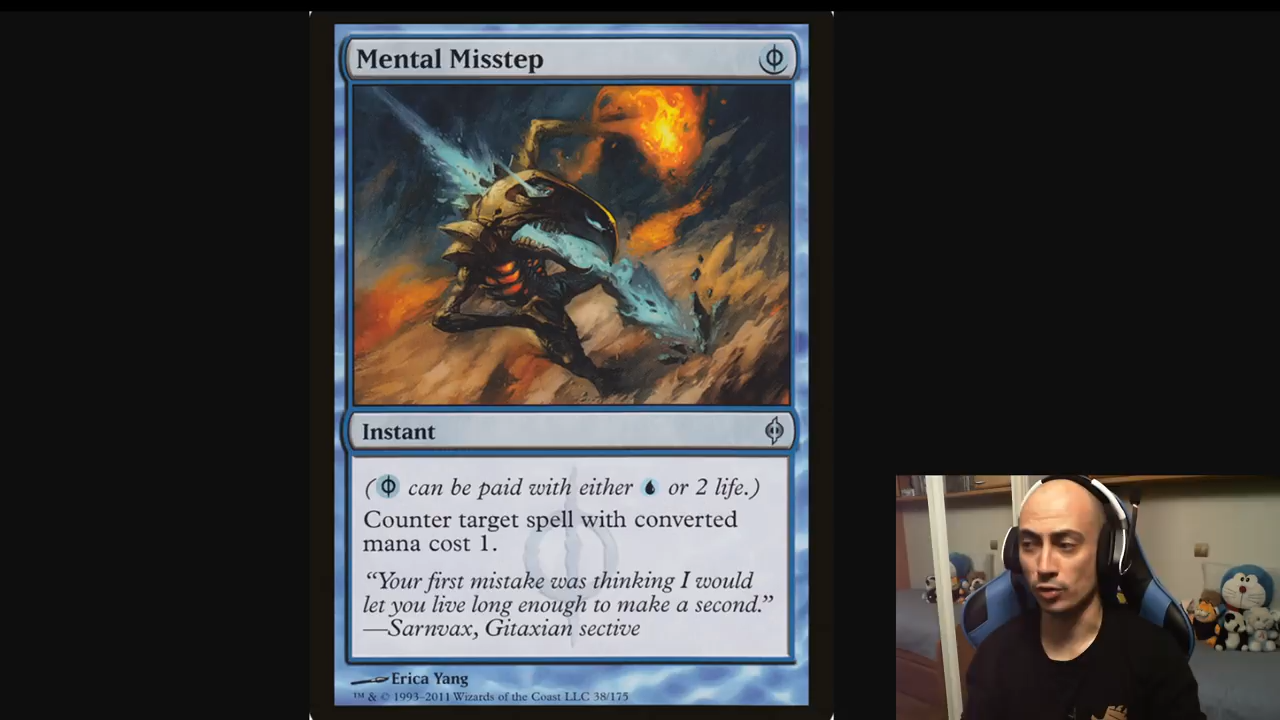 Mental Misstep
Instant
( can be paid with either or 2 life.)
Counter target spell with converted
mana cost 1.
“Your first mistake was thinking I would
let you live long enough to make a second.”
—Sarnvax, Gitaxian sective
Erica Yang
™ & © 1993–2011 Wizards of the Coast LLC 38/175